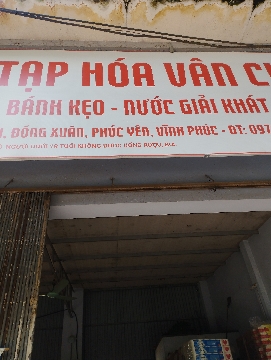 TẠP HÓA VÂN C
BÁNH KẸO - NƯỚC GIẢI KHÁT
, ĐỒNG XUÂN, PHÚC YÊN, VĨNH PHÚC - ĐT: 097